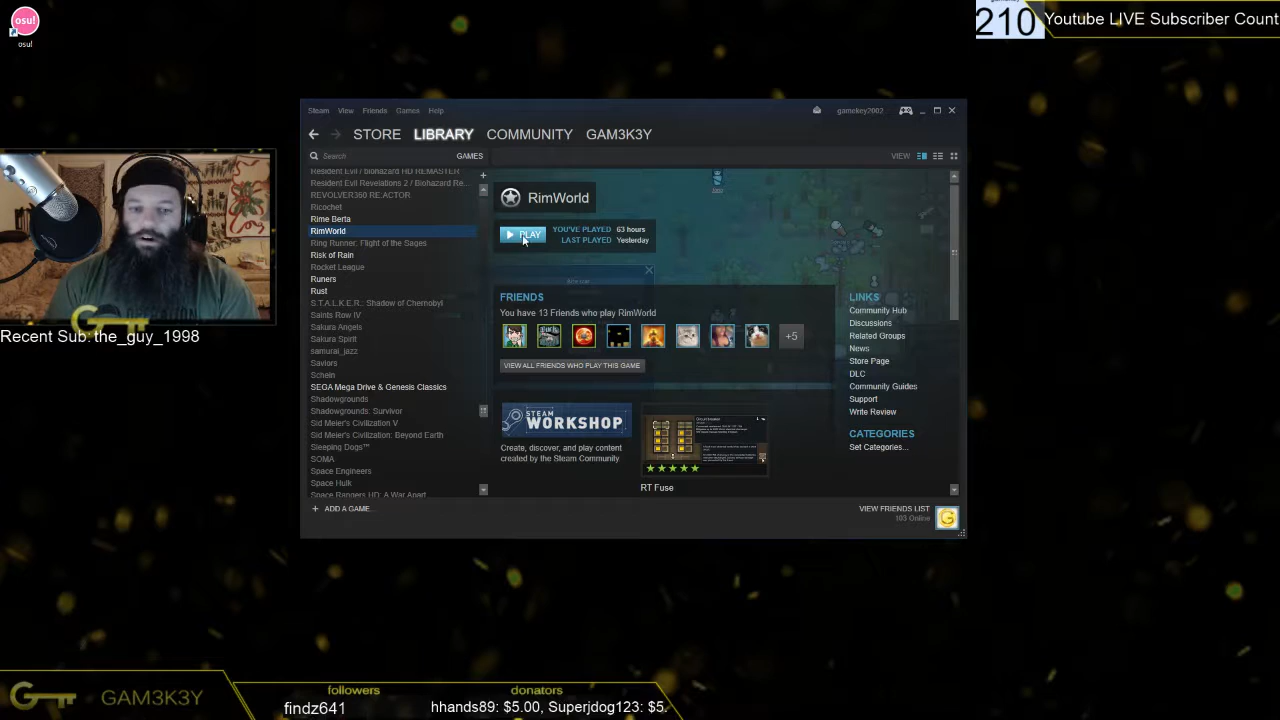 osu!
osu!
gamekey
210
Youtube LIVE Subscriber Count
Steam View Friends Games Help
gamekey2002
STORE LIBRARY COMMUNITY GAM3K3Y
Search
GAMES
VIEW
Resident Evil / biohazard HD REMASTER
Resident Evil Revelations 2 / Biohazard Re...
REVOLVER360 RE:ACTOR
Ricochet
Rime Berta
RimWorld
Ring Runner: Flight of the Sages
Risk of Rain
Rocket League
Runers
Rust
S.T.A.L.K.E.R.: Shadow of Chernobyl
Saints Row IV
Sakura Angels
Sakura Spirit
samurai_jazz
Saviors
Schein
SEGA Mega Drive & Genesis Classics
Shadowgrounds
Shadowgrounds: Survivor
Sid Meier's Civilization V
Sid Meier's Civilization: Beyond Earth
Sleeping Dogs™
SOMA
Space Engineers
Space Hulk
Space Rangers HD: A War Apart
RimWorld
PLAY
YOU'VE PLAYED 63 hours
LAST PLAYED Yesterday
FRIENDS
You have 13 Friends who play RimWorld
+5
VIEW ALL FRIENDS WHO PLAY THIS GAME
STEAM
WORKSHOP
Create, discover, and play content
created by the Steam Community
RT Fuse
LINKS
Community Hub
Discussions
Related Groups
News
Store Page
DLC
Community Guides
Support
Write Review
CATEGORIES
Set Categories...
+ ADD A GAME...
VIEW FRIENDS LIST
103 Online
Recent Sub: the_guy_1998
GAM3K3Y
followers
findz641
donators
hhands89: $5.00, Superjdog123: $5.